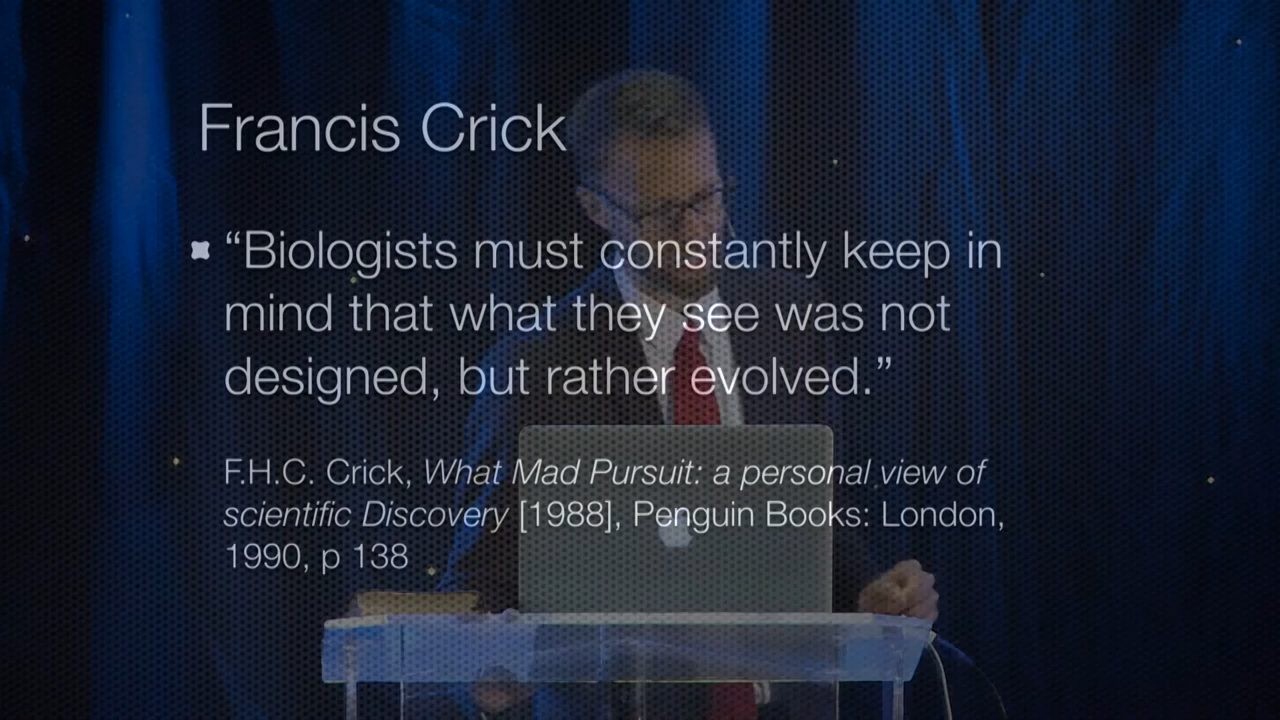 Francis Crick
“Biologists must constantly keep in
mind that what they see was not
designed, but rather evolved.”
F.H.C. Crick, What Mad Pursuit: a personal view of
scientific Discovery [1988], Penguin Books: London,
1990, p 138